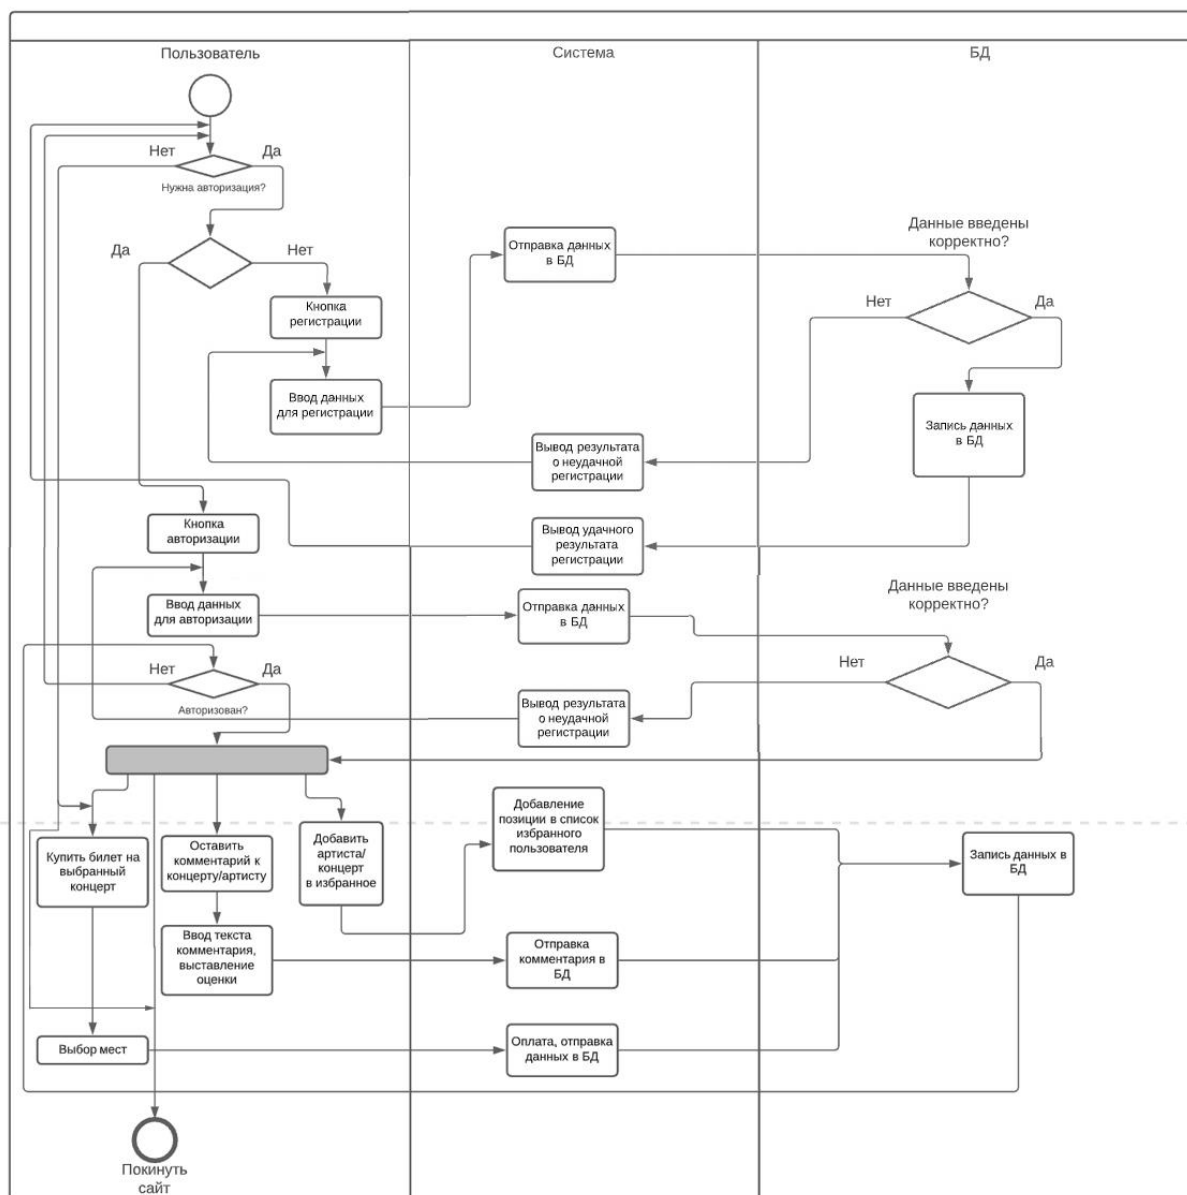 Пользователь
Система
БД
Нет
Да
Нужна авторизация?
Да
Нет
Кнопка
регистрации
Ввод данных
для регистрации
Отправка данных
в БД
Данные введены
корректно?
Нет
Да
Запись данных
в БД
Вывод результата
о неудачной
регистрации
Вывод удачного
результата
регистрации
Кнопка
авторизации
Ввод данных
для авторизации
Отправка данных
в БД
Данные введены
корректно?
Нет
Да
Нет
Да
Авторизован?
Вывод результата
о неудачной
регистрации
Купить билет на
выбранный
концерт
Оставить
комментарий к
концерту/артисту
Добавить
артиста/
концерт
в избранное
Добавление
позиции в список
избранного
пользователя
Запись данных в
БД
Ввод текста
комментария,
выставление
оценки
Отправка
комментария в
БД
Выбор мест
Оплата, отправка
данных в БД
Покинуть
сайт